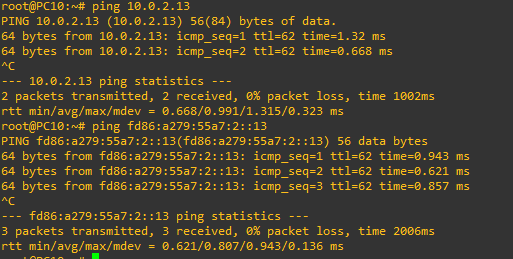 root@PC10:~# ping 10.0.2.13
PING 10.0.2.13 (10.0.2.13) 56(84) bytes of data.
64 bytes from 10.0.2.13: icmp_seq=1 ttl=62 time=1.32 ms
64 bytes from 10.0.2.13: icmp_seq=2 ttl=62 time=0.668 ms
^C
--- 10.0.2.13 ping statistics ---
2 packets transmitted, 2 received, 0% packet loss, time 1002ms
rtt min/avg/max/mdev = 0.668/0.991/1.315/0.323 ms
root@PC10:~# ping fd86:a279:55a7:2::13
PING fd86:a279:55a7:2::13(fd86:a279:55a7:2::13) 56 data bytes
64 bytes from fd86:a279:55a7:2::13: icmp_seq=1 ttl=62 time=0.943 ms
64 bytes from fd86:a279:55a7:2::13: icmp_seq=2 ttl=62 time=0.621 ms
64 bytes from fd86:a279:55a7:2::13: icmp_seq=3 ttl=62 time=0.857 ms
^C
--- fd86:a279:55a7:2::13 ping statistics ---
3 packets transmitted, 3 received, 0% packet loss, time 2006ms
rtt min/avg/max/mdev = 0.621/0.807/0.943/0.136 ms
root@PC10:~#